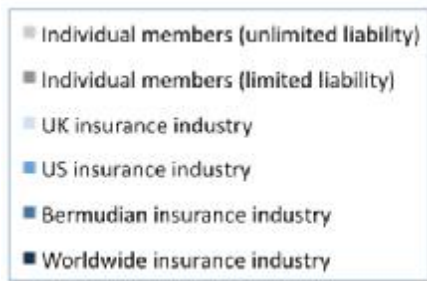 Individual members (unlimited liability)
Individual members (limited liability)
UK insurance industry
US insurance industry
Bermudian insurance industry
Worldwide insurance industry